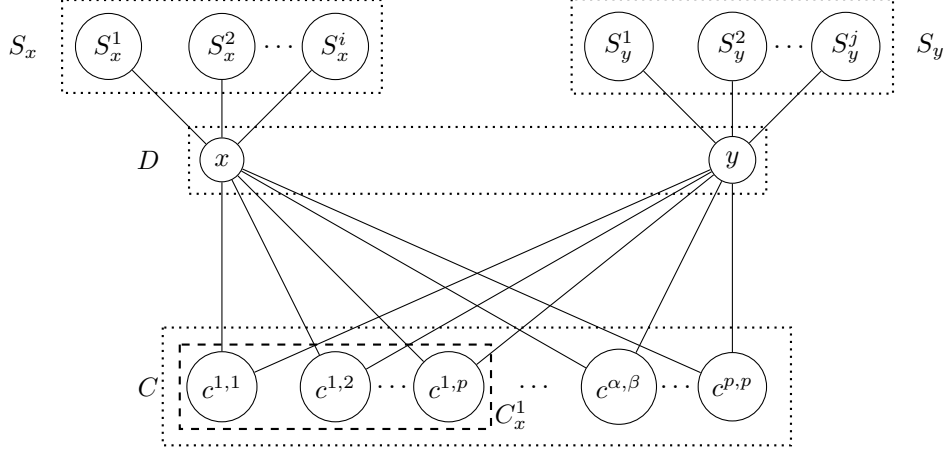 S_x S_x^1 S_x^2 ⋯ S_x^i S_y^1 S_y^2 ⋯ S_y^j S_y
D x y
C c^{1,1} c^{1,2} ⋯ c^{1,p} ⋯ c^{α,β} ⋯ c^{p,p}
C_x^1